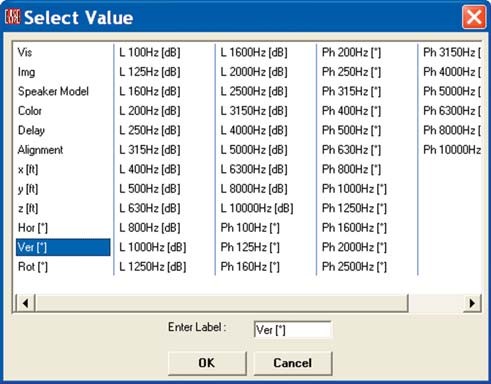 Select Value
Vis
Img
Speaker Model
Color
Delay
Alignment
x [ft]
y [ft]
z [ft]
Hor [°]
Ver [°]
Rot [°]
L 100Hz [dB]
L 125Hz [dB]
L 160Hz [dB]
L 200Hz [dB]
L 250Hz [dB]
L 315Hz [dB]
L 400Hz [dB]
L 500Hz [dB]
L 630Hz [dB]
L 800Hz [dB]
L 1000Hz [dB]
L 1250Hz [dB]
L 1600Hz [dB]
L 2000Hz [dB]
L 2500Hz [dB]
L 3150Hz [dB]
L 4000Hz [dB]
L 5000Hz [dB]
L 6300Hz [dB]
L 8000Hz [dB]
L 10000Hz [dB]
Ph 100Hz [°]
Ph 125Hz [°]
Ph 160Hz [°]
Ph 200Hz [°]
Ph 250Hz [°]
Ph 315Hz [°]
Ph 400Hz [°]
Ph 500Hz [°]
Ph 630Hz [°]
Ph 800Hz [°]
Ph 1000Hz [°]
Ph 1250Hz [°]
Ph 1600Hz [°]
Ph 2000Hz [°]
Ph 2500Hz [°]
Ph 3150Hz [
Ph 4000Hz [
Ph 5000Hz [
Ph 6300Hz [
Ph 8000Hz [
Ph 10000Hz
Enter Label : Ver [°]
OK Cancel